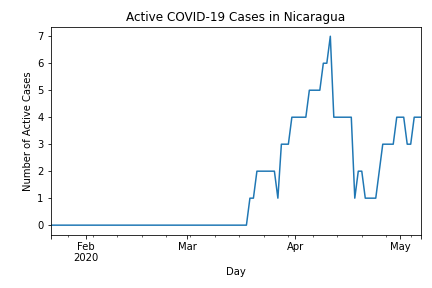 Active COVID-19 Cases in Nicaragua
Number of Active Cases
7
6
5
4
3
2
1
0
Feb
2020
Mar
Apr
May
Day